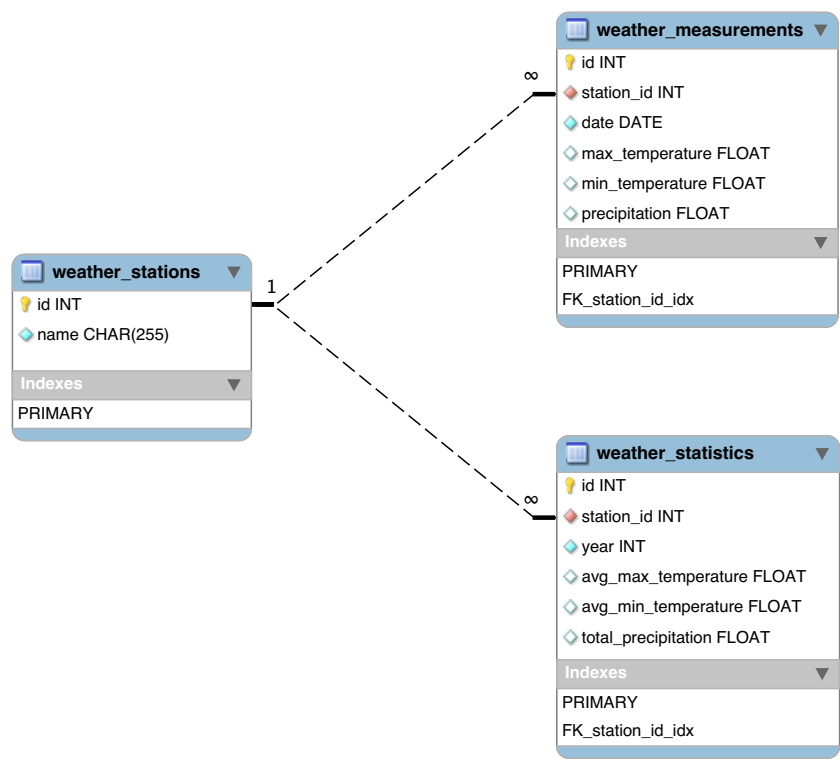 weather_stations
id INT
name CHAR(255)
Indexes
PRIMARY
1
∞
weather_measurements
id INT
station_id INT
date DATE
max_temperature FLOAT
min_temperature FLOAT
precipitation FLOAT
Indexes
PRIMARY
FK_station_id_idx
∞
weather_statistics
id INT
station_id INT
year INT
avg_max_temperature FLOAT
avg_min_temperature FLOAT
total_precipitation FLOAT
Indexes
PRIMARY
FK_station_id_idx